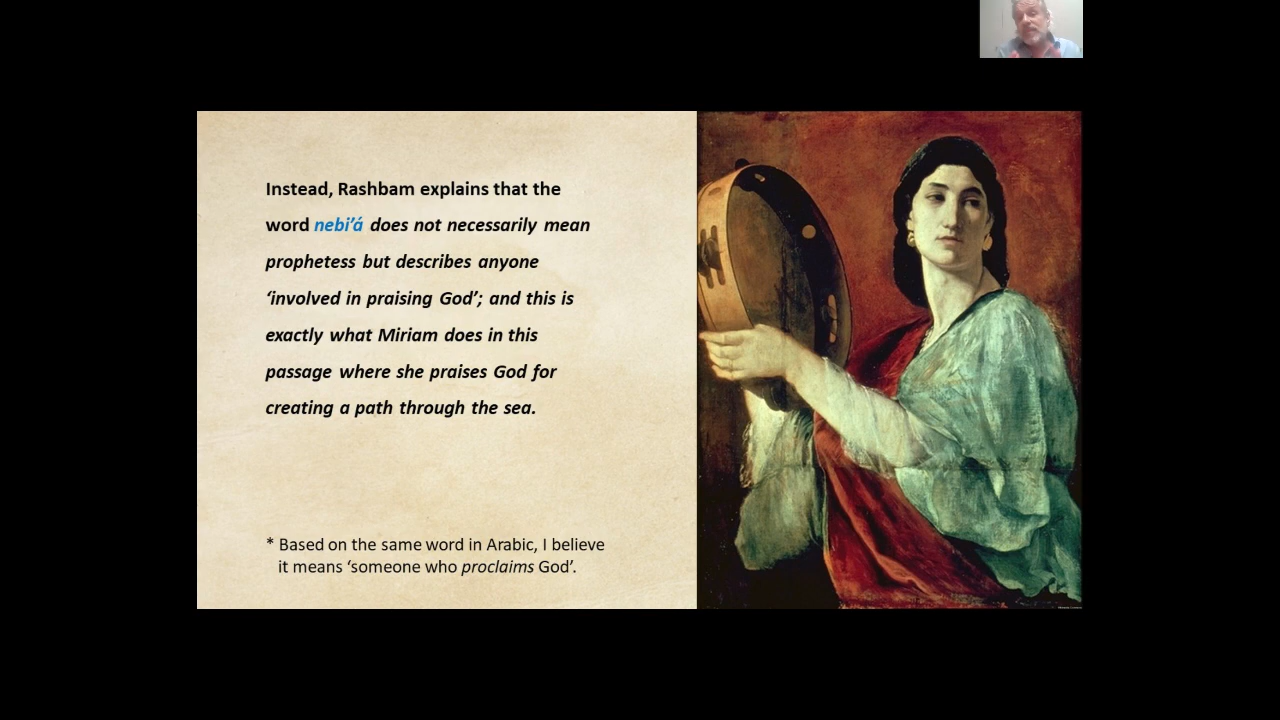 Instead, Rashbam explains that the
word nebi’á does not necessarily mean
prophetess but describes anyone
‘involved in praising God’; and this is
exactly what Miriam does in this
passage where she praises God for
creating a path through the sea.
* Based on the same word in Arabic, I believe
it means ‘someone who proclaims God’.